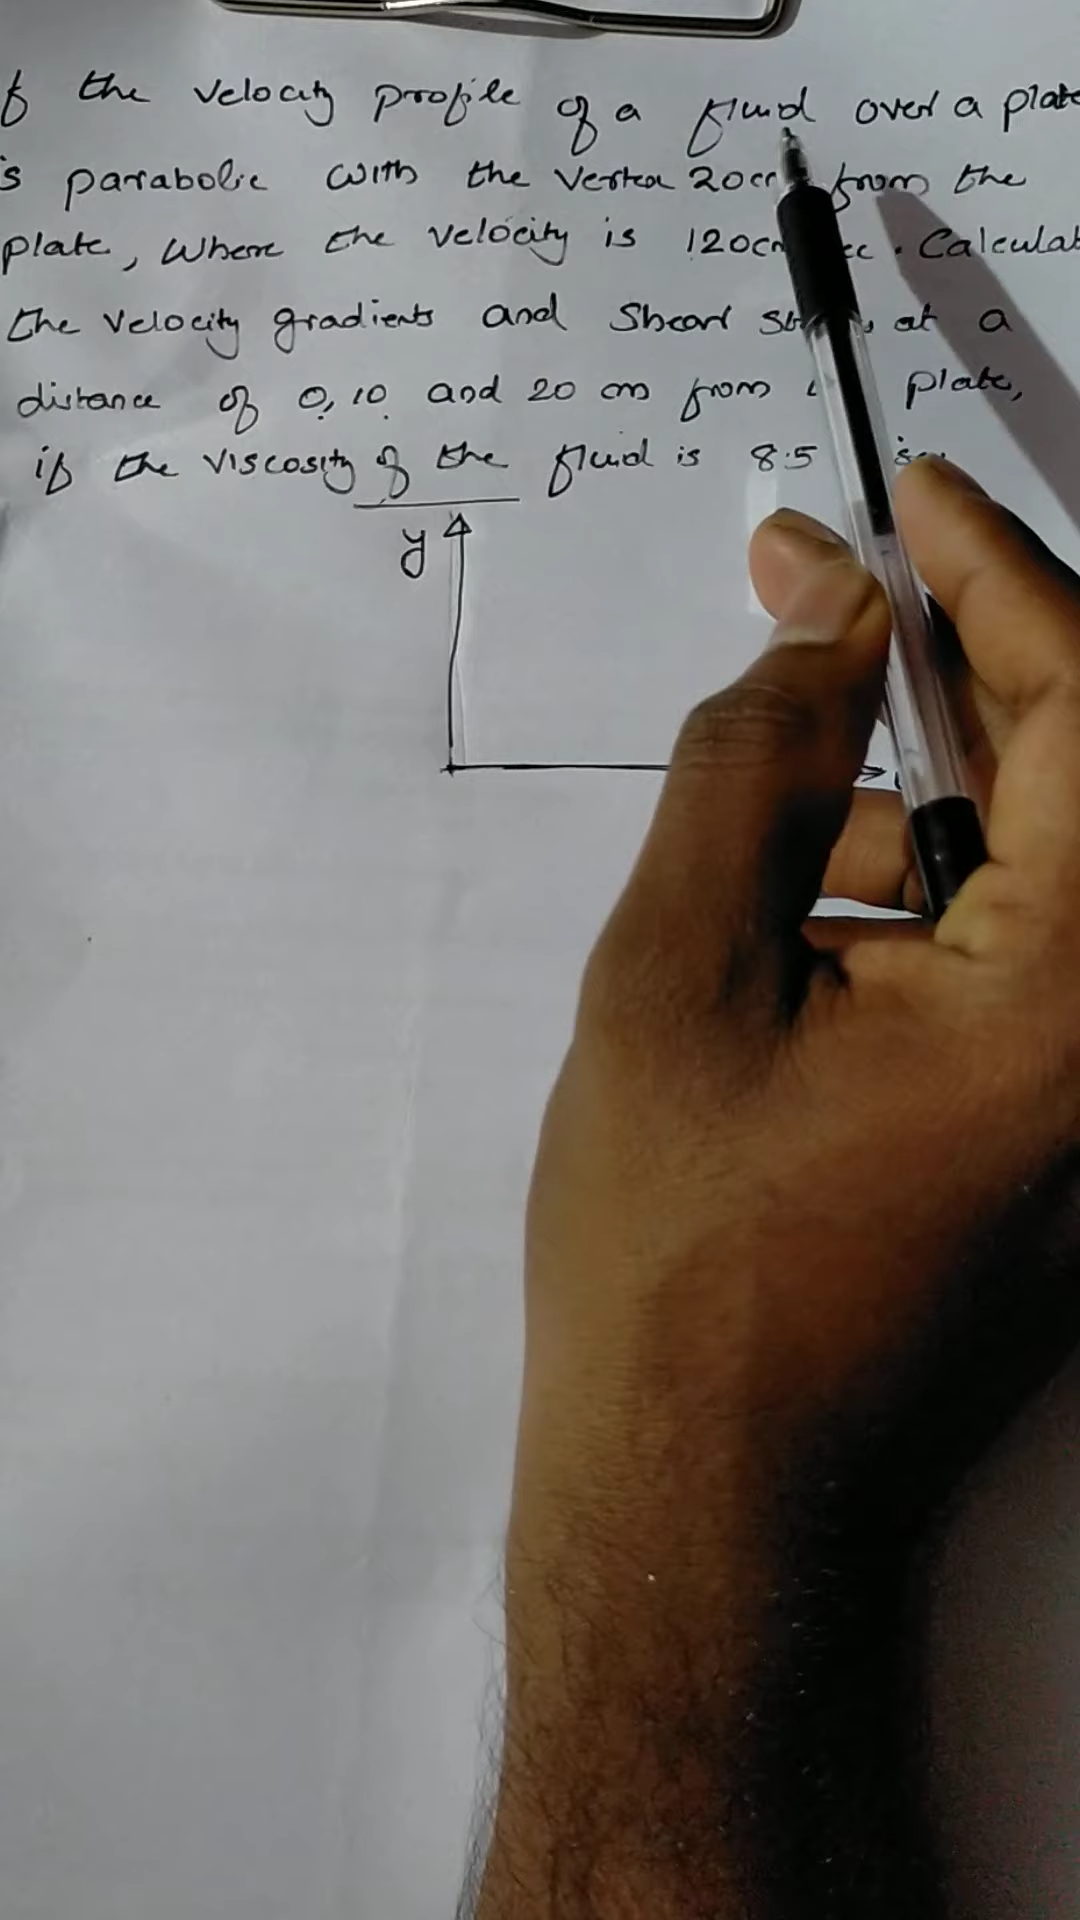 f the velocity profile of a fluid over a plate
is parabolic with the vertex 20cm from the
plate, where the velocity is 120cm . Calculat
the velocity gradients and shear at a
distance of 0, 10 and 20 cm from plate,
if the viscosity of the fluid is 8.5
y